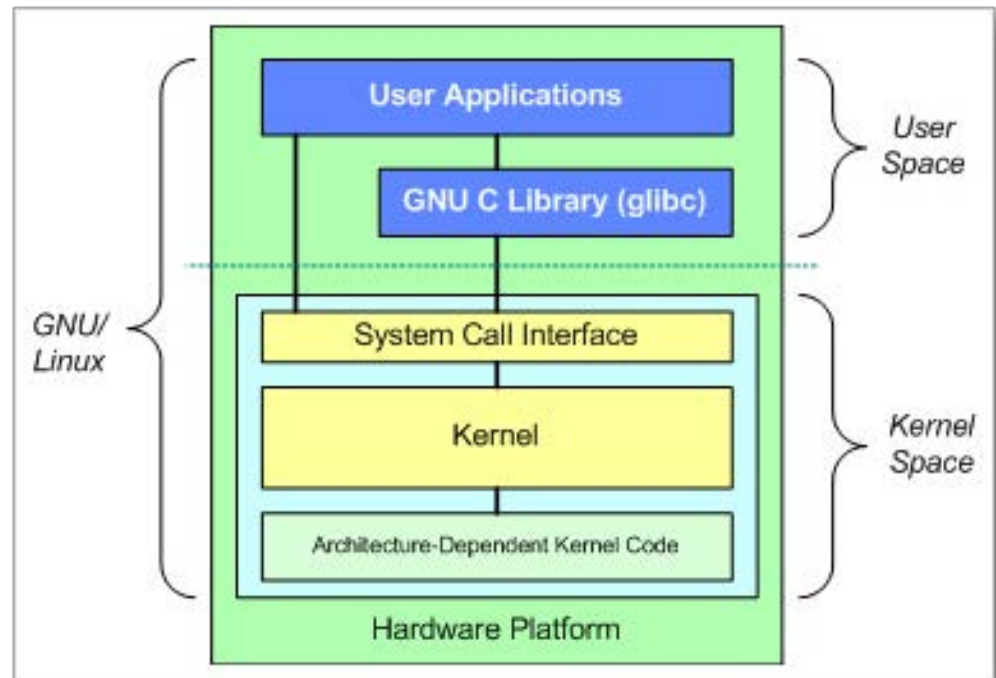 User Applications
User
Space
GNU C Library (glibc)
GNU/
Linux
System Call Interface
Kernel
Kernel
Space
Architecture-Dependent Kernel Code
Hardware Platform